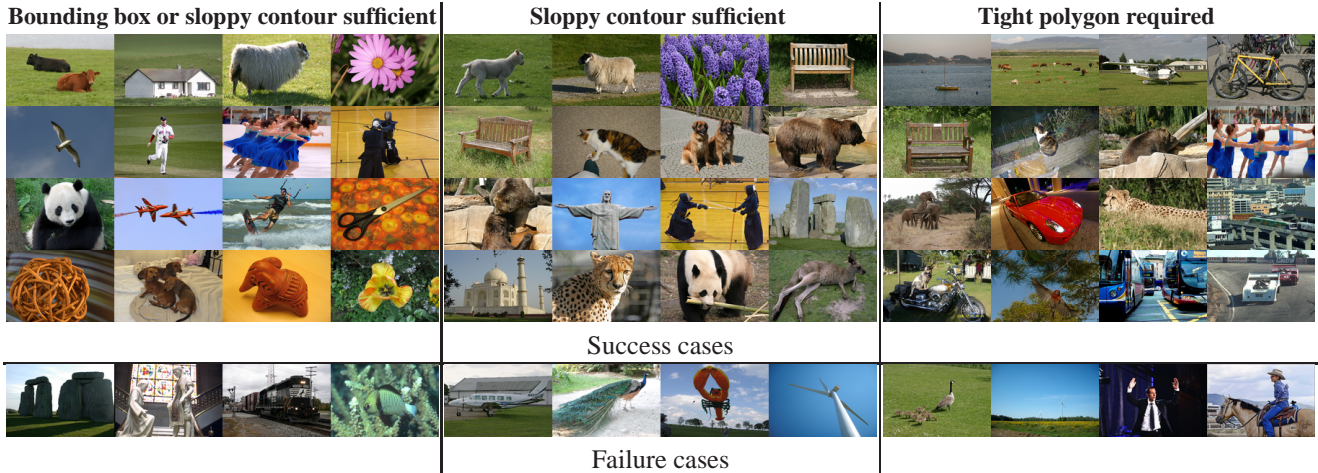 Bounding box or sloppy contour sufficient
Sloppy contour sufficient
Tight polygon required
Success cases
Failure cases